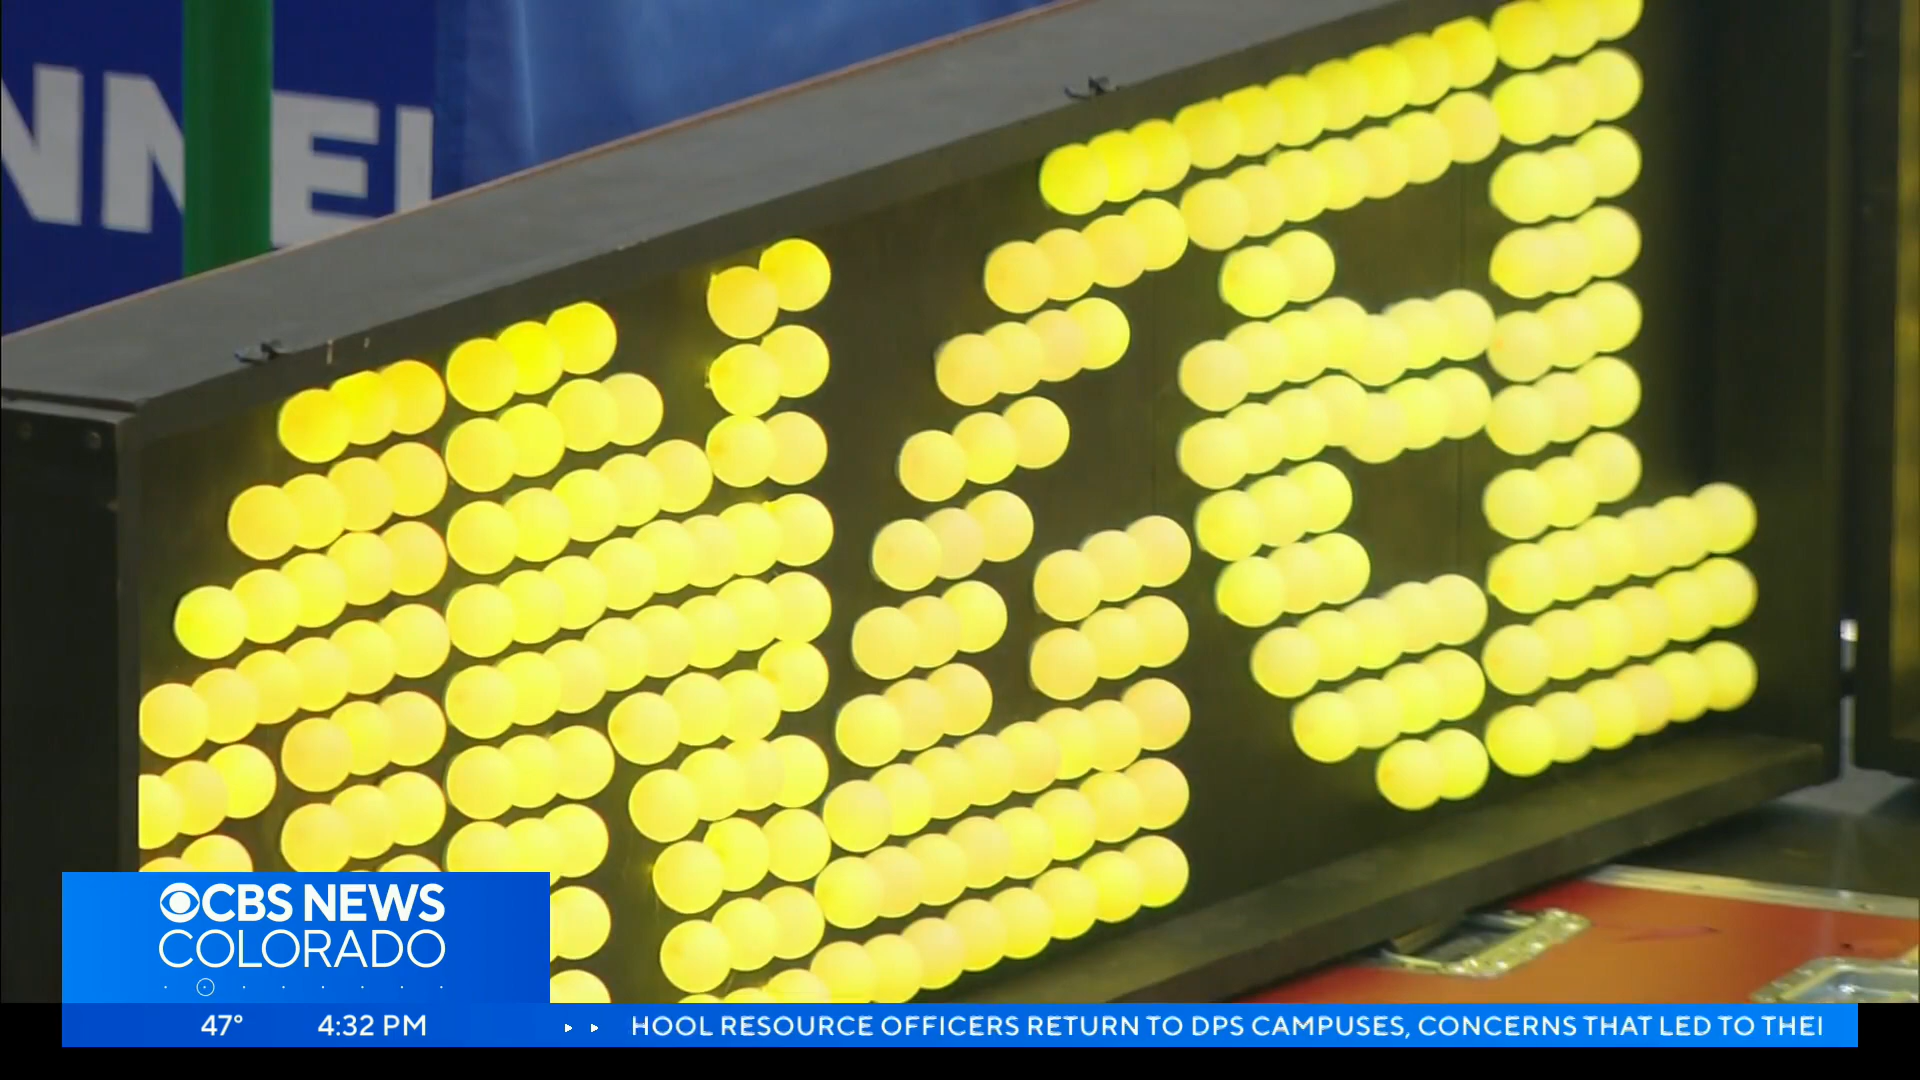 NNEL
CBS NEWS
COLORADO
47° 4:32 PM HOOL RESOURCE OFFICERS RETURN TO DPS CAMPUSES, CONCERNS THAT LED TO THEI